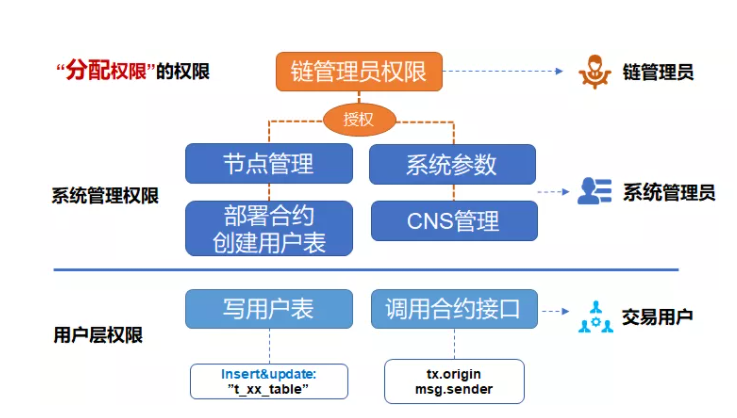 “分配权限”的权限
链管理员权限
链管理员
授权
节点管理
系统参数
系统管理权限
系统管理员
部署合约
创建用户表
CNS管理
写用户表
调用合约接口
用户层权限
交易用户
Insert&update:
”t_xx_table”
tx.origin
msg.sender